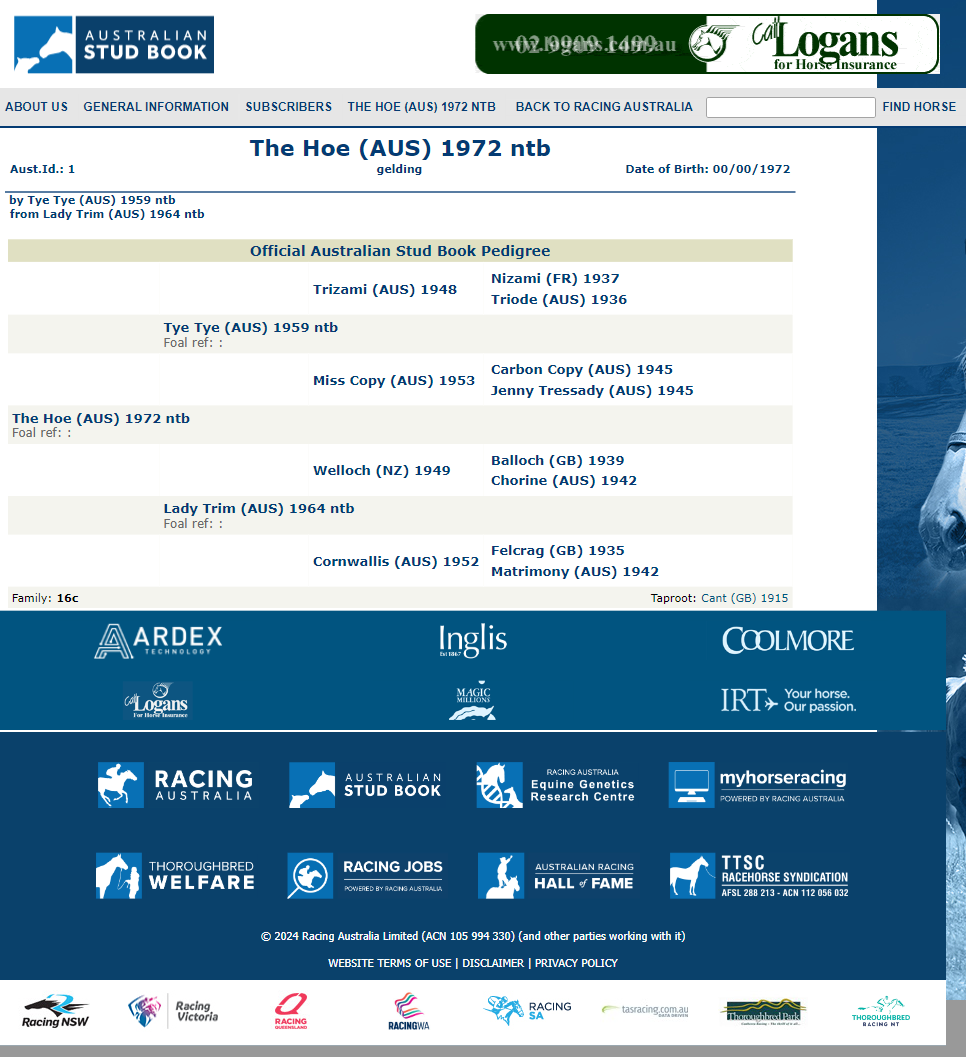 AUSTRALIAN
STUD BOOK
Call Logans
for Horse Insurance
ABOUT US GENERAL INFORMATION SUBSCRIBERS THE HOE (AUS) 1972 NTB BACK TO RACING AUSTRALIA FIND HORSE
The Hoe (AUS) 1972 ntb
Aust.Id.: 1 gelding Date of Birth: 00/00/1972
by Tye Tye (AUS) 1959 ntb
from Lady Trim (AUS) 1964 ntb
Official Australian Stud Book Pedigree
Nizami (FR) 1937
Trizami (AUS) 1948
Triode (AUS) 1936
Tye Tye (AUS) 1959 ntb
Foal ref: :
Carbon Copy (AUS) 1945
Miss Copy (AUS) 1953
Jenny Tressady (AUS) 1945
The Hoe (AUS) 1972 ntb
Foal ref: :
Balloch (GB) 1939
Welloch (NZ) 1949
Chorine (AUS) 1942
Lady Trim (AUS) 1964 ntb
Foal ref: :
Felcrag (GB) 1935
Cornwallis (AUS) 1952
Matrimony (AUS) 1942
Family: 16c Taproot: Cant (GB) 1915
ARDEX
TECHNOLOGY
Inglis
Est 1867
COOLMORE
Call Logans
For Horse Insurance
MAGIC
MILLIONS
IRT Your horse.
Our passion.
RACING
AUSTRALIA
AUSTRALIAN
STUD BOOK
RACING AUSTRALIA
Equine Genetics
Research Centre
myhorseracing
POWERED BY RACING AUSTRALIA
THOROUGHBRED
WELFARE
RACING JOBS
POWERED BY RACING AUSTRALIA
AUSTRALIAN RACING
HALL of FAME
TTSC
RACEHORSE SYNDICATION
AFSL 288 213 - ACN 112 056 032
© 2024 Racing Australia Limited (ACN 105 994 330) (and other parties working with it)
WEBSITE TERMS OF USE | DISCLAIMER | PRIVACY POLICY
Racing NSW
Racing
Victoria
RACING
QUEENSLAND
RACINGWA
RACING
SA
tasracing.com.au
DATA DRIVEN
Thoroughbred Park
THOROUGHBRED
RACING NT